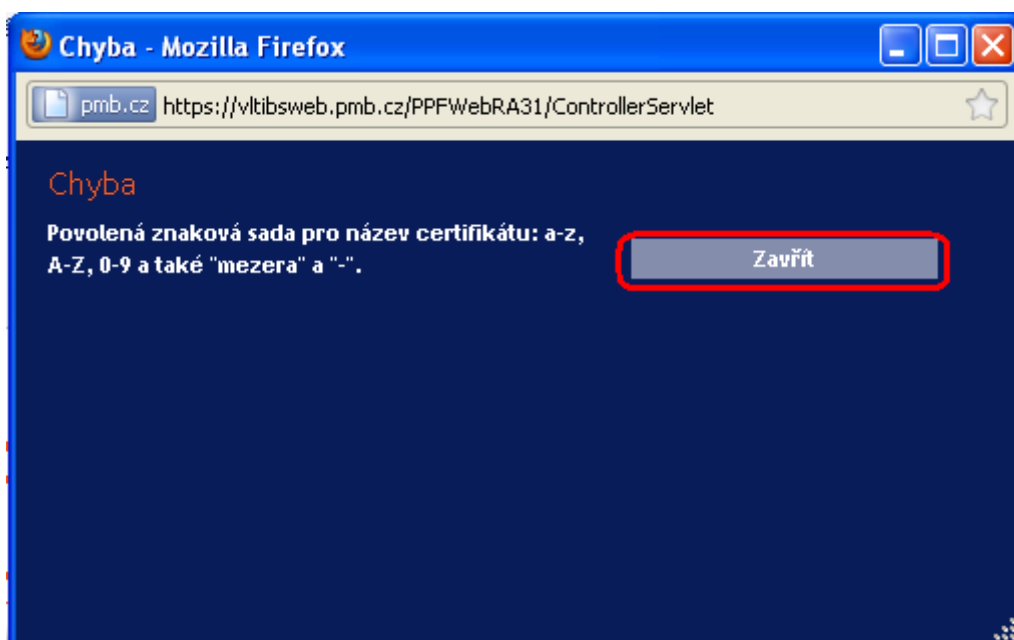 Chyba - Mozilla Firefox
pmb.cz https://vltibsweb.pmb.cz/PPFWebRA31/ControllerServlet
Chyba
Povolená znaková sada pro název certifikátu: a-z,
A-Z, 0-9 a také "mezera" a "-".
Zavřít